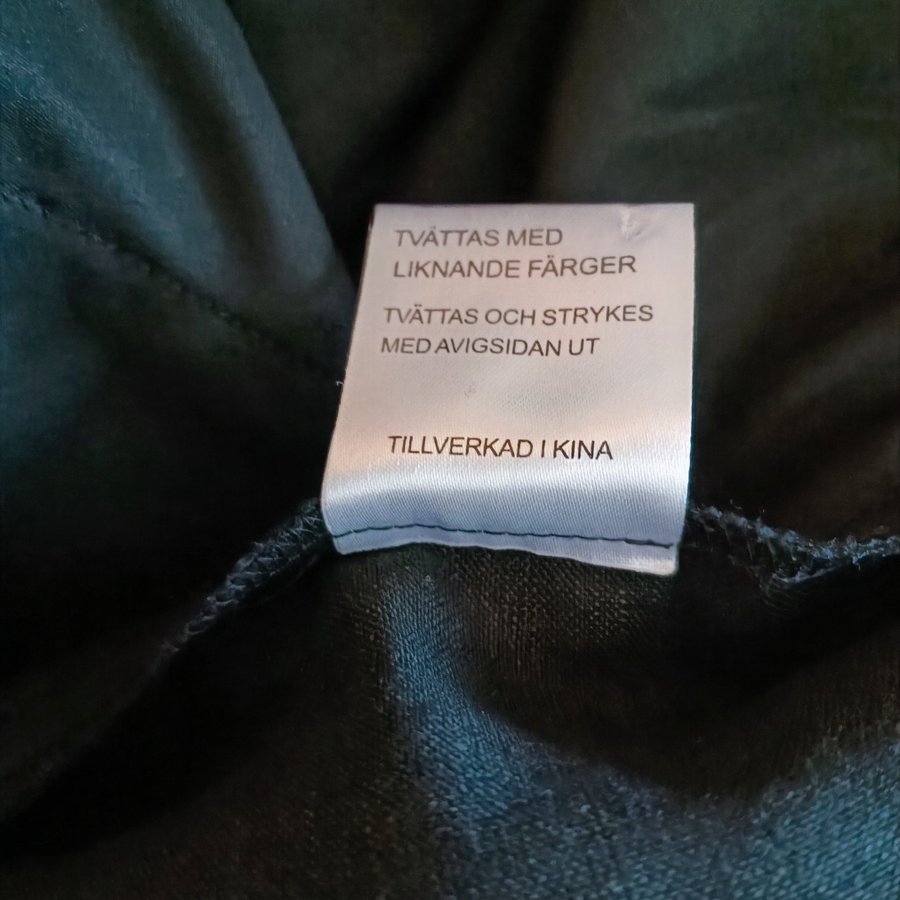 TVÄTTAS MED
LIKNANDE FÄRGER
TVÄTTAS OCH STRYKES
MED AVIGSIDAN UT
TILLVERKAD I KINA